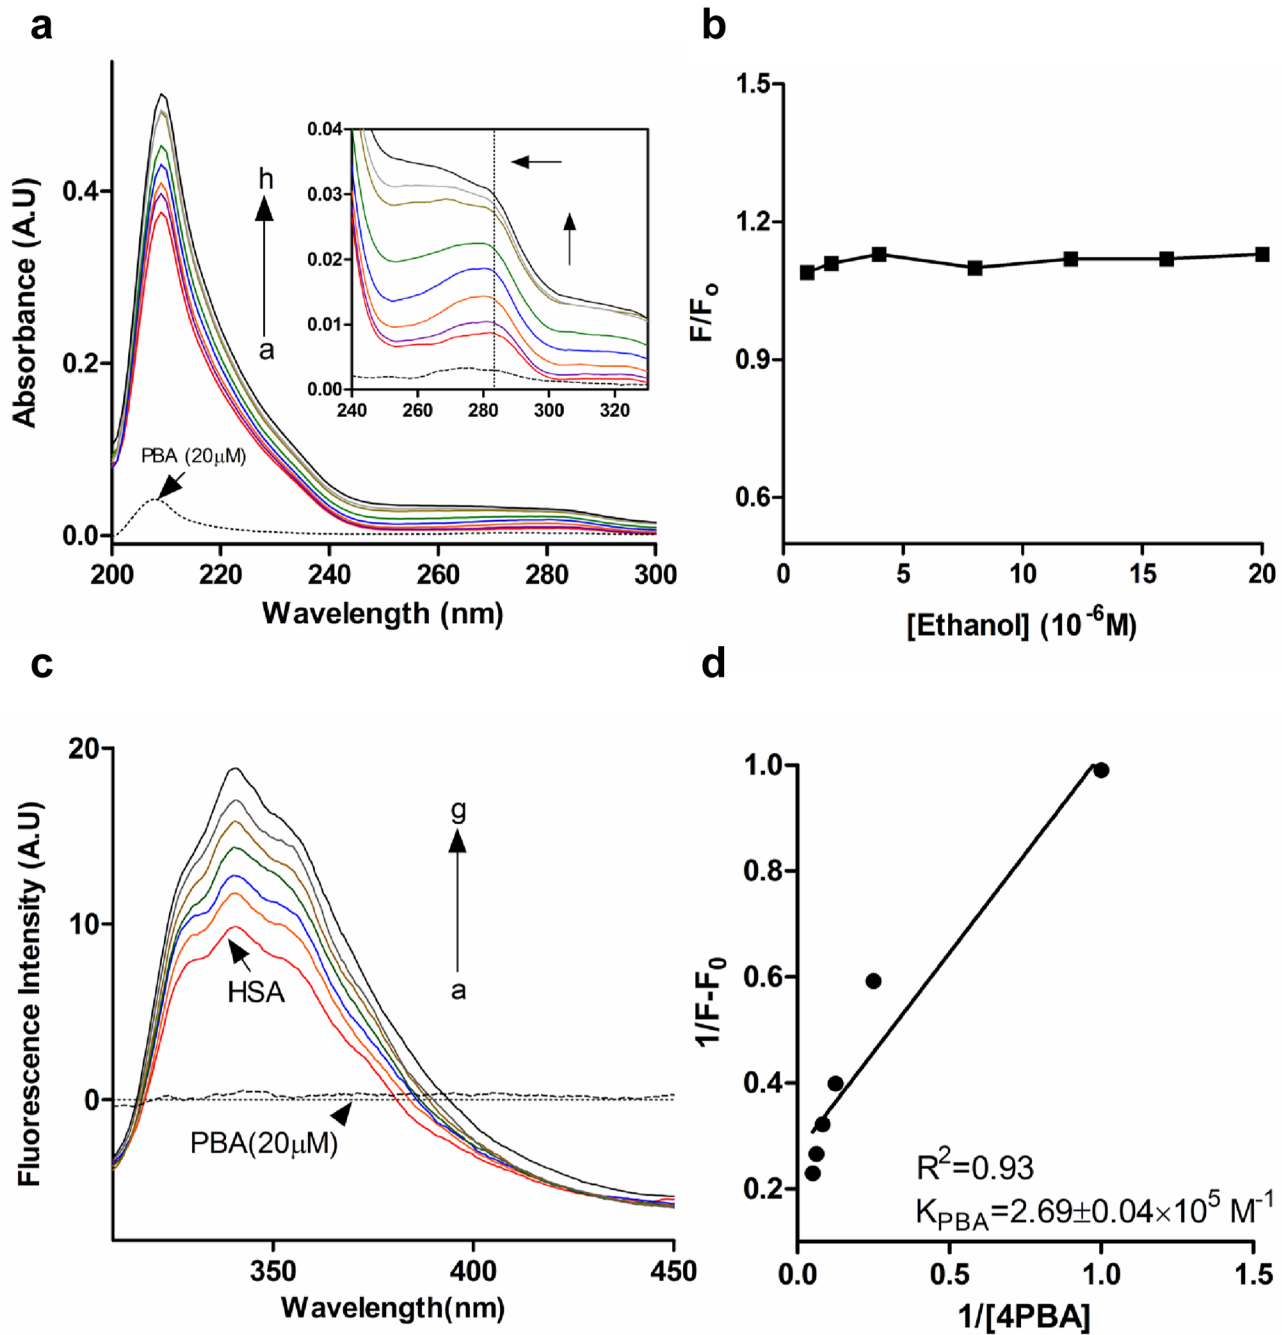 a
Absorbance (A.U)
0.4
0.2
0.0
200
220
240
260
280
300
Wavelength (nm)
h
a
PBA (20μM)
0.04
0.03
0.02
0.01
0.00
240
260
280
300
320
b
F/Fo
1.5
1.2
0.9
0.6
0
5
10
15
20
[Ethanol] (10-6M)
c
Fluorescence Intensity (A.U)
20
10
0
350
400
450
Wavelength(nm)
g
a
HSA
PBA(20μM)
d
1/F-F0
1.0
0.8
0.6
0.4
0.2
0.0
0.5
1.0
1.5
1/[4PBA]
R2=0.93
KPBA=2.69±0.04×105 M-1